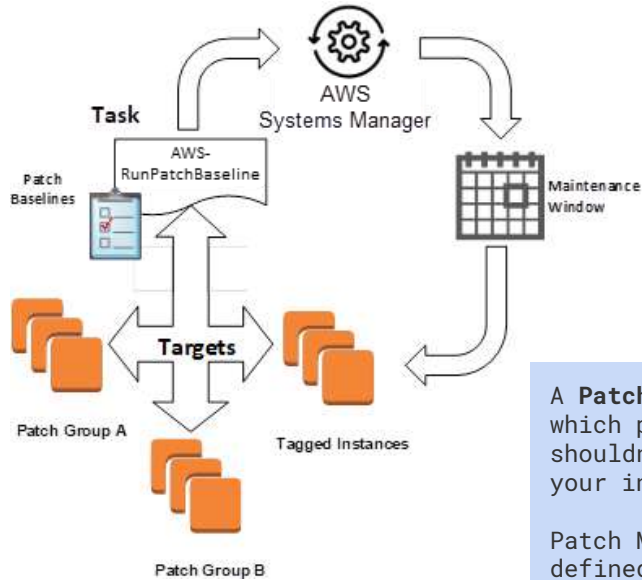 AWS
Systems Manager
Task
AWS-
RunPatchBaseline
Patch
Baselines
Maintenance
Window
Targets
Patch Group A
Tagged Instances
Patch Group B
A Patch
which p
shouldn
your in
Patch M
defined